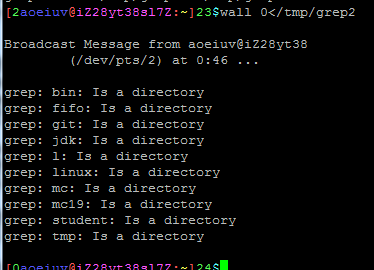 [2aoeiuv@iZ28yt38sl7Z:~]23$wall 0</tmp/grep2
Broadcast Message from aoeiuv@iZ28yt38
(/dev/pts/2) at 0:46 ...
grep: bin: Is a directory
grep: fifo: Is a directory
grep: git: Is a directory
grep: jdk: Is a directory
grep: l: Is a directory
grep: linux: Is a directory
grep: mc: Is a directory
grep: mc19: Is a directory
grep: student: Is a directory
grep: tmp: Is a directory
[0aoeiuv@iZ28yt38sl7Z:~]24$